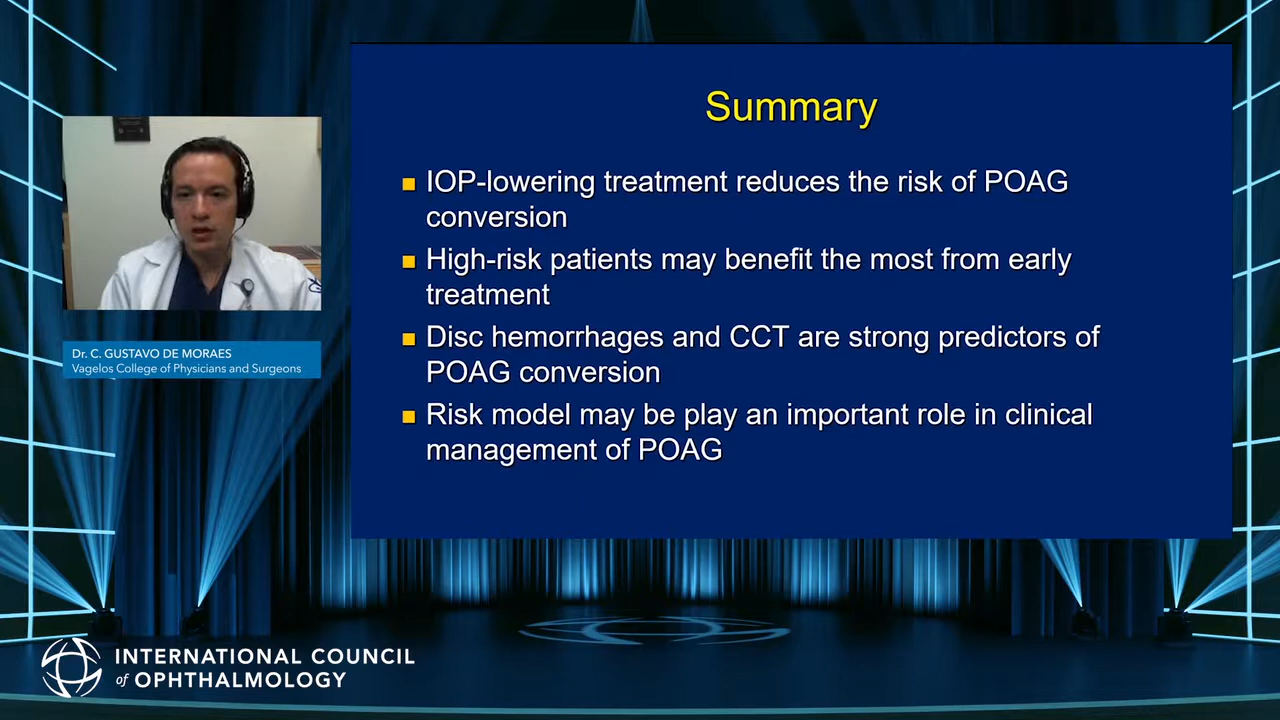 Summary
IOP-lowering treatment reduces the risk of POAG
conversion
High-risk patients may benefit the most from early
treatment
Disc hemorrhages and CCT are strong predictors of
POAG conversion
Risk model may be play an important role in clinical
management of POAG
Dr. C. GUSTAVO DE MORAES
Vagelos College of Physicians and Surgeons
INTERNATIONAL COUNCIL
of OPHTHALMOLOGY